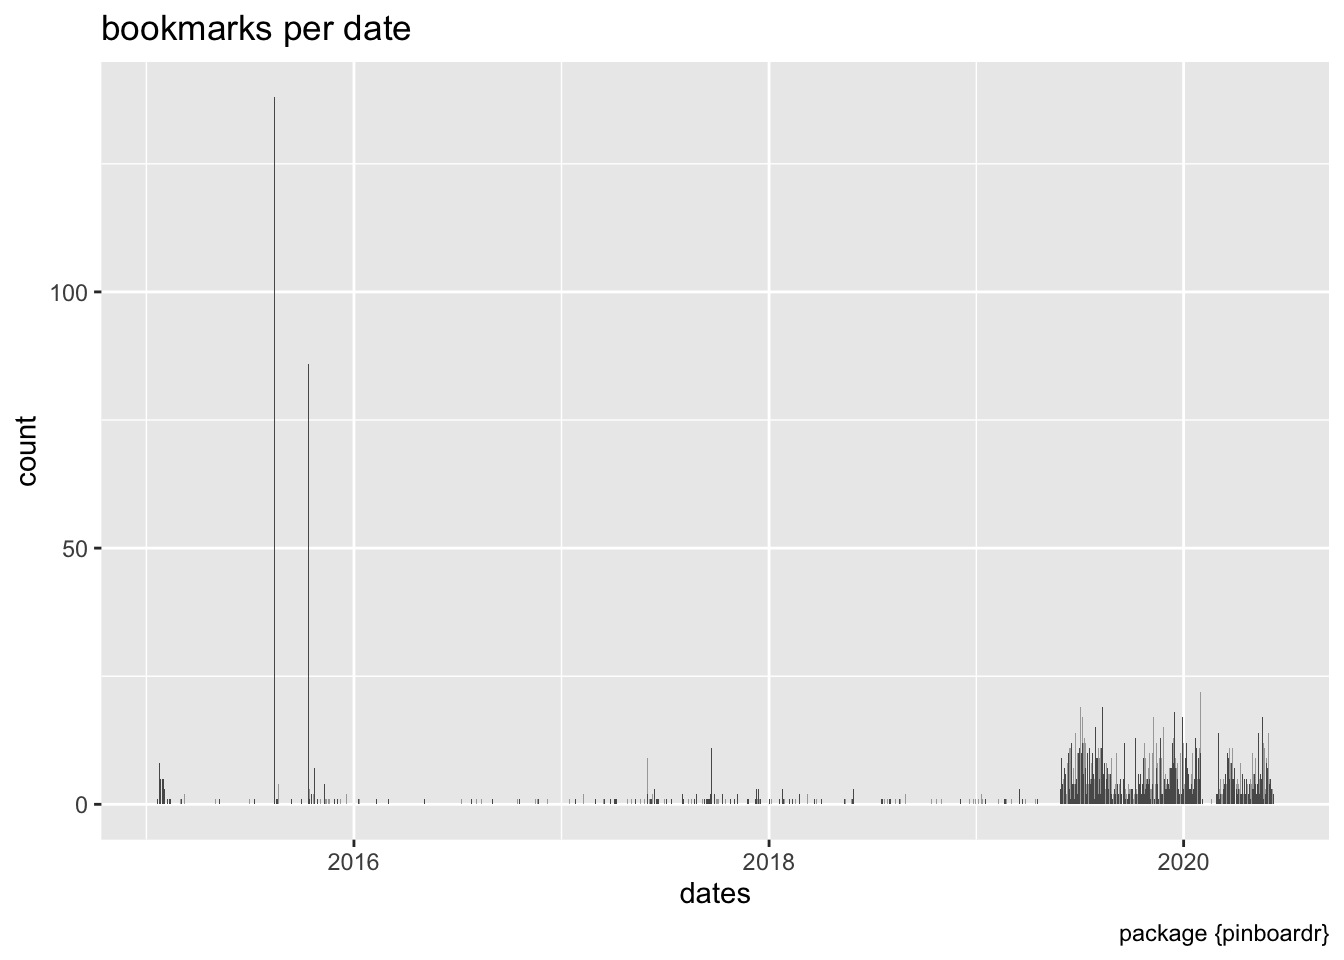 bookmarks per date
100
50
0
count
2016 2018 2020
dates
package {pinboardr}